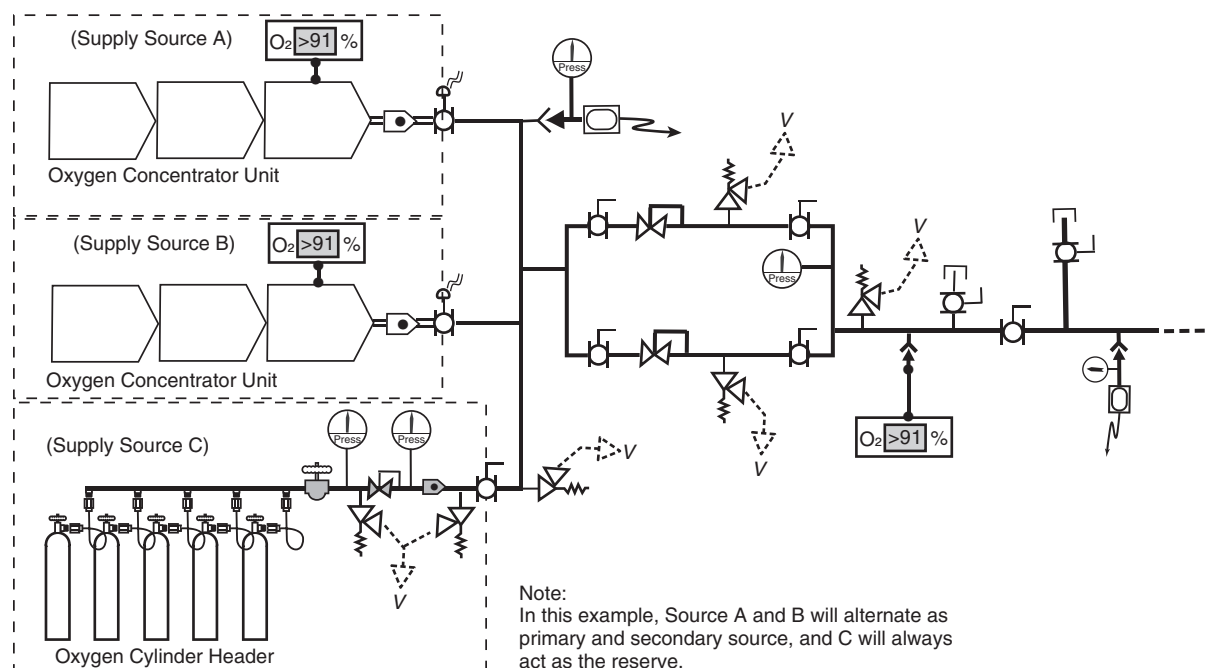 (Supply Source A)
O2 >91 %
Oxygen Concentrator Unit
Press
V
(Supply Source B)
O2 >91 %
Oxygen Concentrator Unit
Press
V
V
V
O2 >91 %
(Supply Source C)
Press
Press
V
V
Oxygen Cylinder Header
Note:
In this example, Source A and B will alternate as
primary and secondary source, and C will always
act as the reserve.